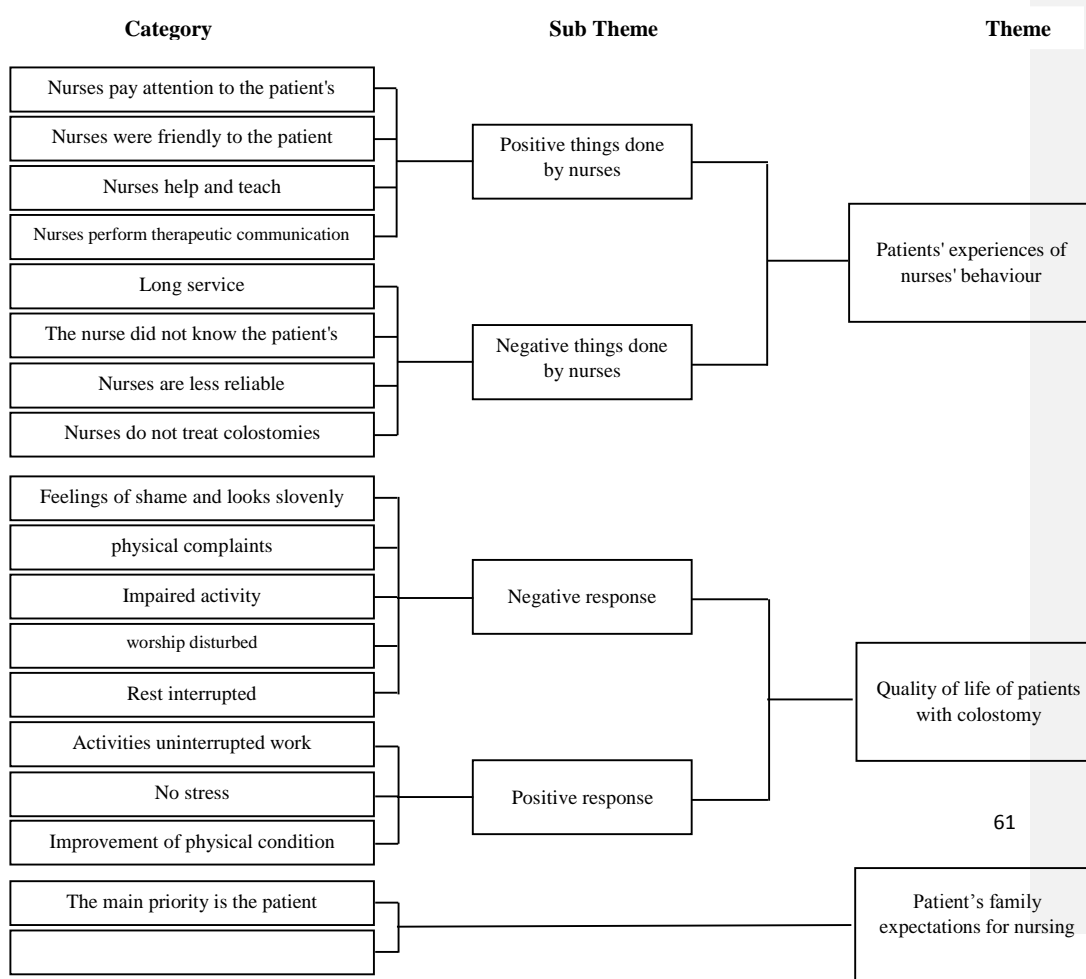 Category
Sub Theme
Theme
Nurses pay attention to the patient's
Nurses were friendly to the patient
Nurses help and teach
Nurses perform therapeutic communication
Positive things done
by nurses
Long service
The nurse did not know the patient's
Nurses are less reliable
Nurses do not treat colostomies
Negative things done
by nurses
Patients' experiences of
nurses' behaviour
Feelings of shame and looks slovenly
physical complaints
Impaired activity
worship disturbed
Rest interrupted
Negative response
Activities uninterrupted work
No stress
Improvement of physical condition
Positive response
Quality of life of patients
with colostomy
61
The main priority is the patient
Patient’s family
expectations for nursing